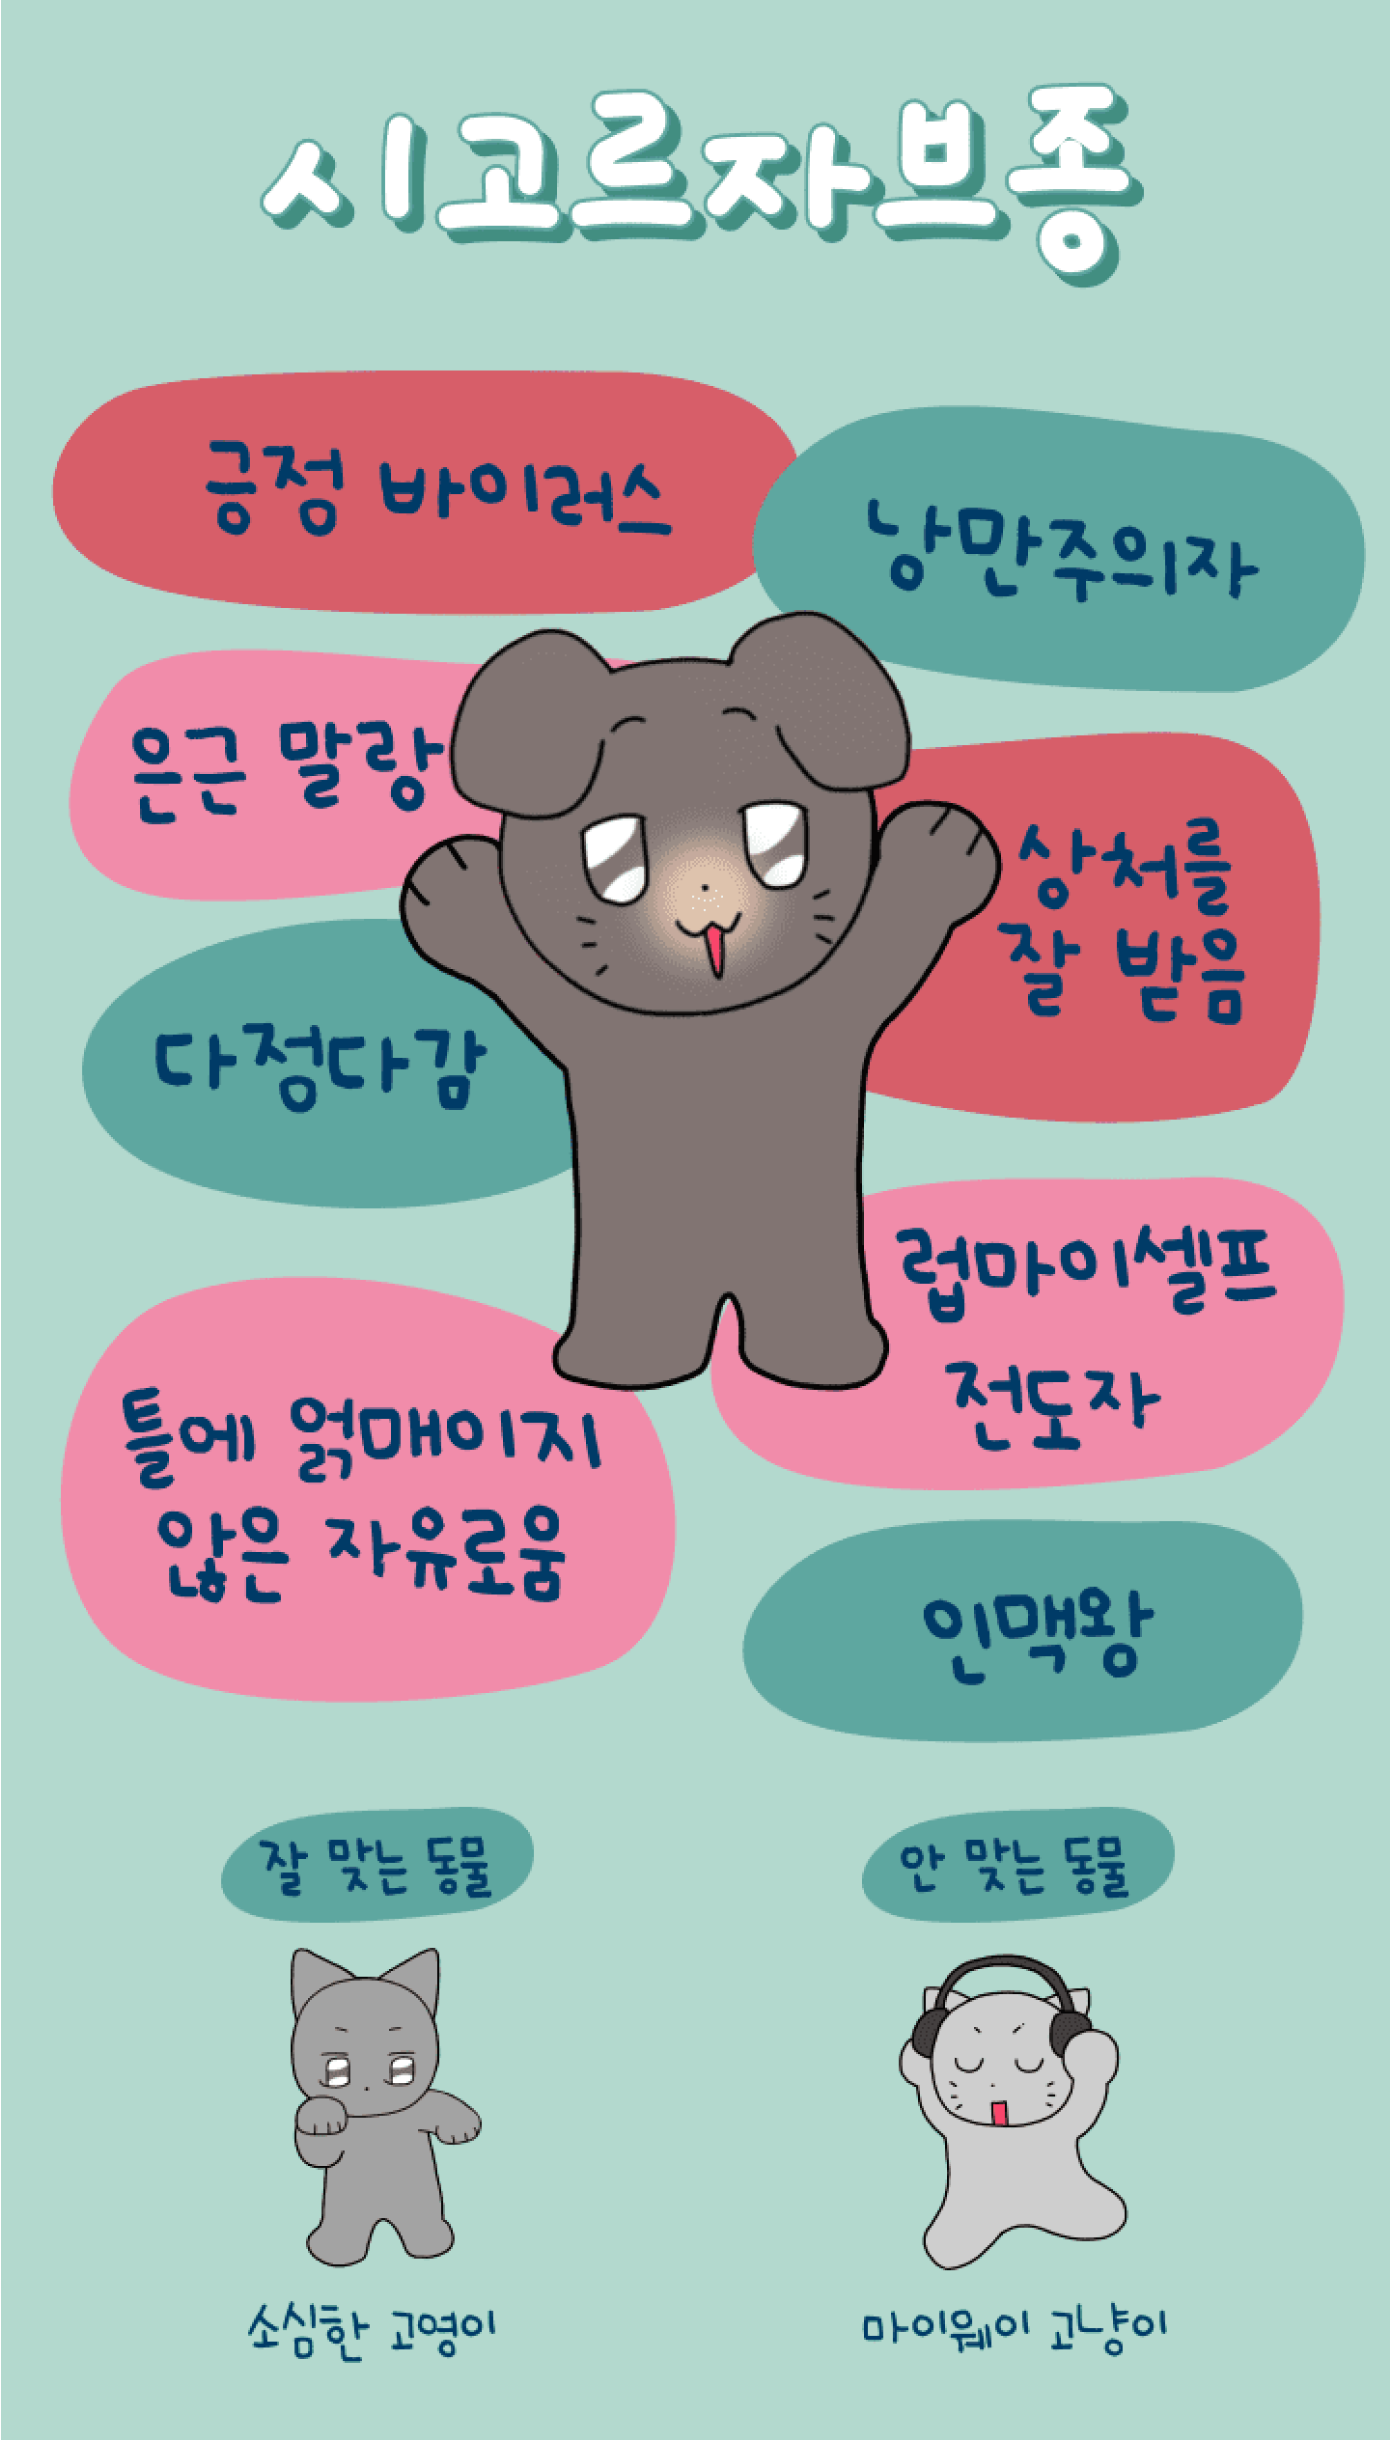 시고르자브종
긍정 바이러스
낭만주의자
은근 말랑
상처를
잘 받음
다정다감
럽마이셀프
전도자
틀에 얽매이지
않은 자유로움
인맥왕
잘 맞는 동물
안 맞는 동물
소심한 고영이
마이웨이 고냥이